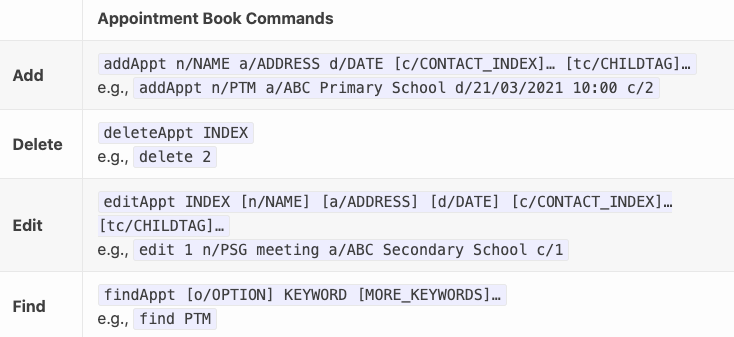 Appointment Book Commands
Add
addAppt n/NAME a/ADDRESS d/DATE [c/CONTACT_INDEX]… [tc/CHILDTAG]…
e.g., addAppt n/PTM a/ABC Primary School d/21/03/2021 10:00 c/2
Delete
deleteAppt INDEX
e.g., delete 2
Edit
editAppt INDEX [n/NAME] [a/ADDRESS] [d/DATE] [c/CONTACT_INDEX]…
[tc/CHILDTAG]…
e.g., edit 1 n/PSG meeting a/ABC Secondary School c/1
Find
findAppt [o/OPTION] KEYWORD [MORE_KEYWORDS]…
e.g., find PTM